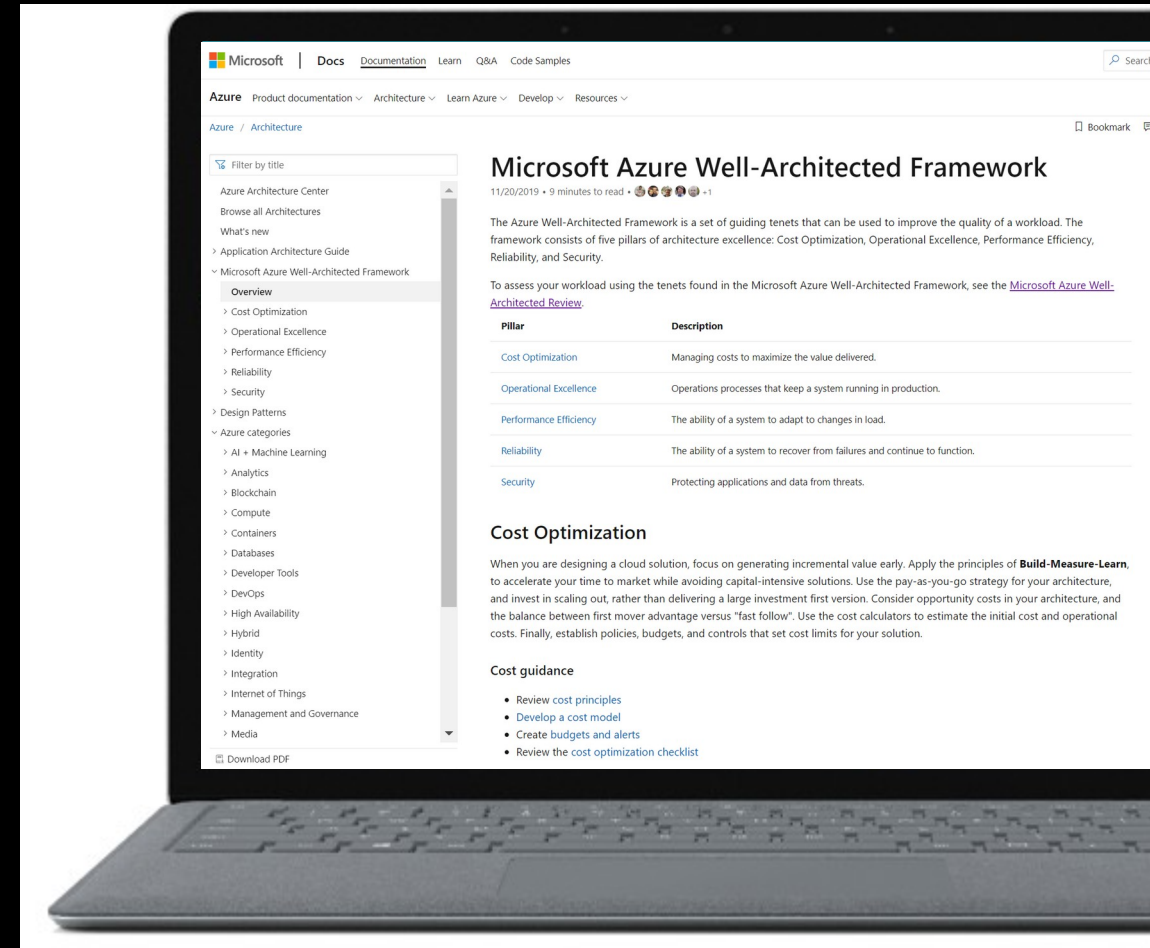 Microsoft | Docs Documentation Learn Q&A Code Samples Search
Azure Product documentation Architecture Learn Azure Develop Resources
Azure / Architecture
Bookmark
Filter by title
Azure Architecture Center
Browse all Architectures
What's new
Application Architecture Guide
Microsoft Azure Well-Architected Framework
Overview
Cost Optimization
Operational Excellence
Performance Efficiency
Reliability
Security
Design Patterns
Azure categories
AI + Machine Learning
Analytics
Blockchain
Compute
Containers
Databases
Developer Tools
DevOps
High Availability
Hybrid
Identity
Integration
Internet of Things
Management and Governance
Media
Download PDF
Microsoft Azure Well-Architected Framework
11/20/2019 • 9 minutes to read • +1
The Azure Well-Architected Framework is a set of guiding tenets that can be used to improve the quality of a workload. The
framework consists of five pillars of architecture excellence: Cost Optimization, Operational Excellence, Performance Efficiency,
Reliability, and Security.
To assess your workload using the tenets found in the Microsoft Azure Well-Architected Framework, see the Microsoft Azure Well-
Architected Review.
Pillar Description
Cost Optimization Managing costs to maximize the value delivered.
Operational Excellence Operations processes that keep a system running in production.
Performance Efficiency The ability of a system to adapt to changes in load.
Reliability The ability of a system to recover from failures and continue to function.
Security Protecting applications and data from threats.
Cost Optimization
When you are designing a cloud solution, focus on generating incremental value early. Apply the principles of Build-Measure-Learn,
to accelerate your time to market while avoiding capital-intensive solutions. Use the pay-as-you-go strategy for your architecture,
and invest in scaling out, rather than delivering a large investment first version. Consider opportunity costs in your architecture, and
the balance between first mover advantage versus "fast follow". Use the cost calculators to estimate the initial cost and operational
costs. Finally, establish policies, budgets, and controls that set cost limits for your solution.
Cost guidance
• Review cost principles
• Develop a cost model
• Create budgets and alerts
• Review the cost optimization checklist